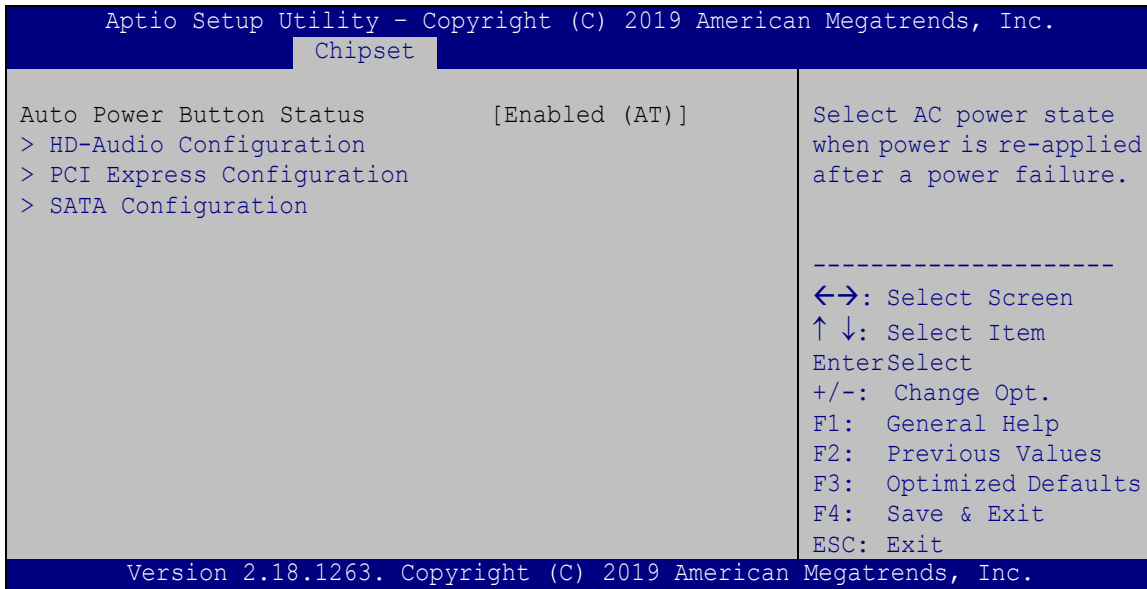 Aptio Setup Utility – Copyright (C) 2019 American Megatrends, Inc.
Chipset
Auto Power Button Status [Enabled (AT)]
> HD-Audio Configuration
> PCI Express Configuration
> SATA Configuration
Select AC power state
when power is re-applied
after a power failure.
---------------------
←→: Select Screen
↑ ↓: Select Item
EnterSelect
+/-: Change Opt.
F1: General Help
F2: Previous Values
F3: Optimized Defaults
F4: Save & Exit
ESC: Exit
Version 2.18.1263. Copyright (C) 2019 American Megatrends, Inc.